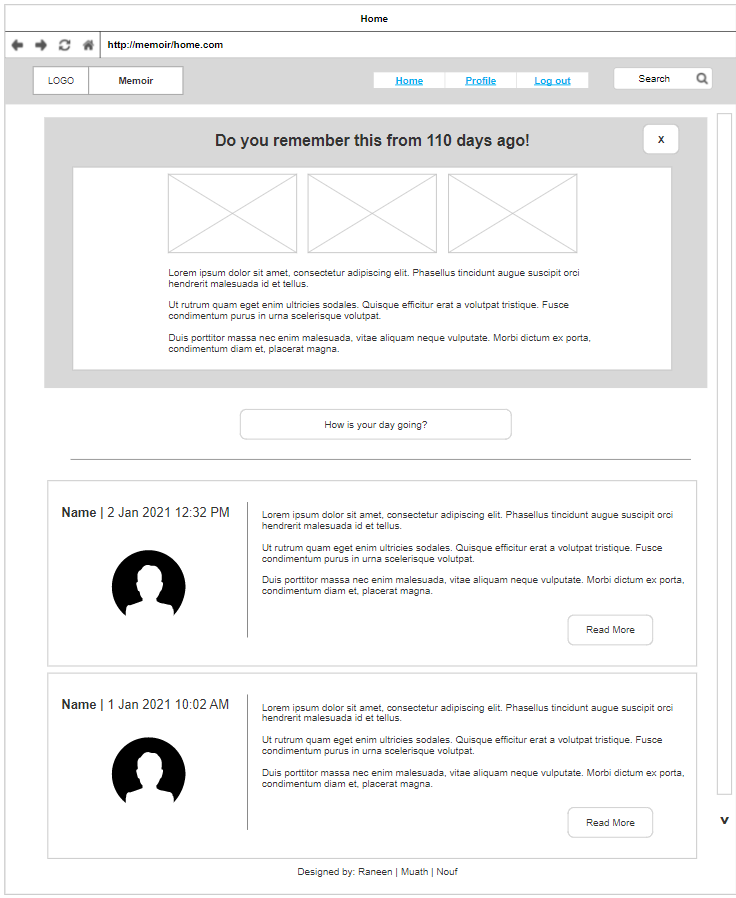 Home
http://memoir/home.com
LOGO Memoir Home Profile Log out Search
Do you remember this from 110 days ago! X
Lorem ipsum dolor sit amet, consectetur adipiscing elit. Phasellus tincidunt augue suscipit orci
hendrerit malesuada id et tellus.
Ut rutrum quam eget enim ultricies sodales. Quisque efficitur erat a volutpat tristique. Fusce
condimentum purus in urna scelerisque volutpat.
Duis porttitor massa nec enim malesuada, vitae aliquam neque vulputate. Morbi dictum ex porta,
condimentum diam et, placerat magna.
How is your day going?
Name | 2 Jan 2021 12:32 PM
Lorem ipsum dolor sit amet, consectetur adipiscing elit. Phasellus tincidunt augue suscipit orci
hendrerit malesuada id et tellus.
Ut rutrum quam eget enim ultricies sodales. Quisque efficitur erat a volutpat tristique. Fusce
condimentum purus in urna scelerisque volutpat.
Duis porttitor massa nec enim malesuada, vitae aliquam neque vulputate. Morbi dictum ex porta,
condimentum diam et, placerat magna.
Read More
Name | 1 Jan 2021 10:02 AM
Lorem ipsum dolor sit amet, consectetur adipiscing elit. Phasellus tincidunt augue suscipit orci
hendrerit malesuada id et tellus.
Ut rutrum quam eget enim ultricies sodales. Quisque efficitur erat a volutpat tristique. Fusce
condimentum purus in urna scelerisque volutpat.
Duis porttitor massa nec enim malesuada, vitae aliquam neque vulputate. Morbi dictum ex porta,
condimentum diam et, placerat magna.
Read More
v
Designed by: Raneen | Muath | Nouf